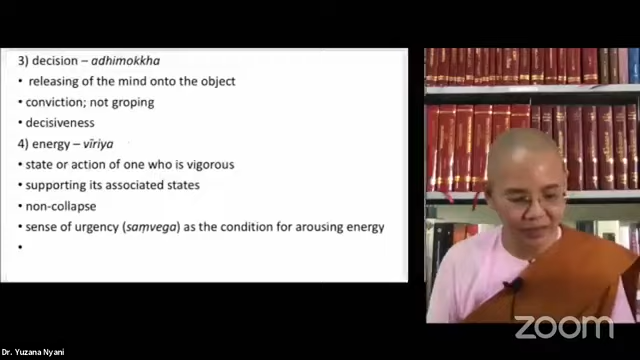 3) decision – adhimokkha
• releasing of the mind onto the object
• conviction; not groping
• decisiveness
4) energy – vīriya
• state or action of one who is vigorous
• supporting its associated states
• non-collapse
• sense of urgency (saṃvega) as the condition for arousing energy
•
zoom
Dr. Yuzana Nyani